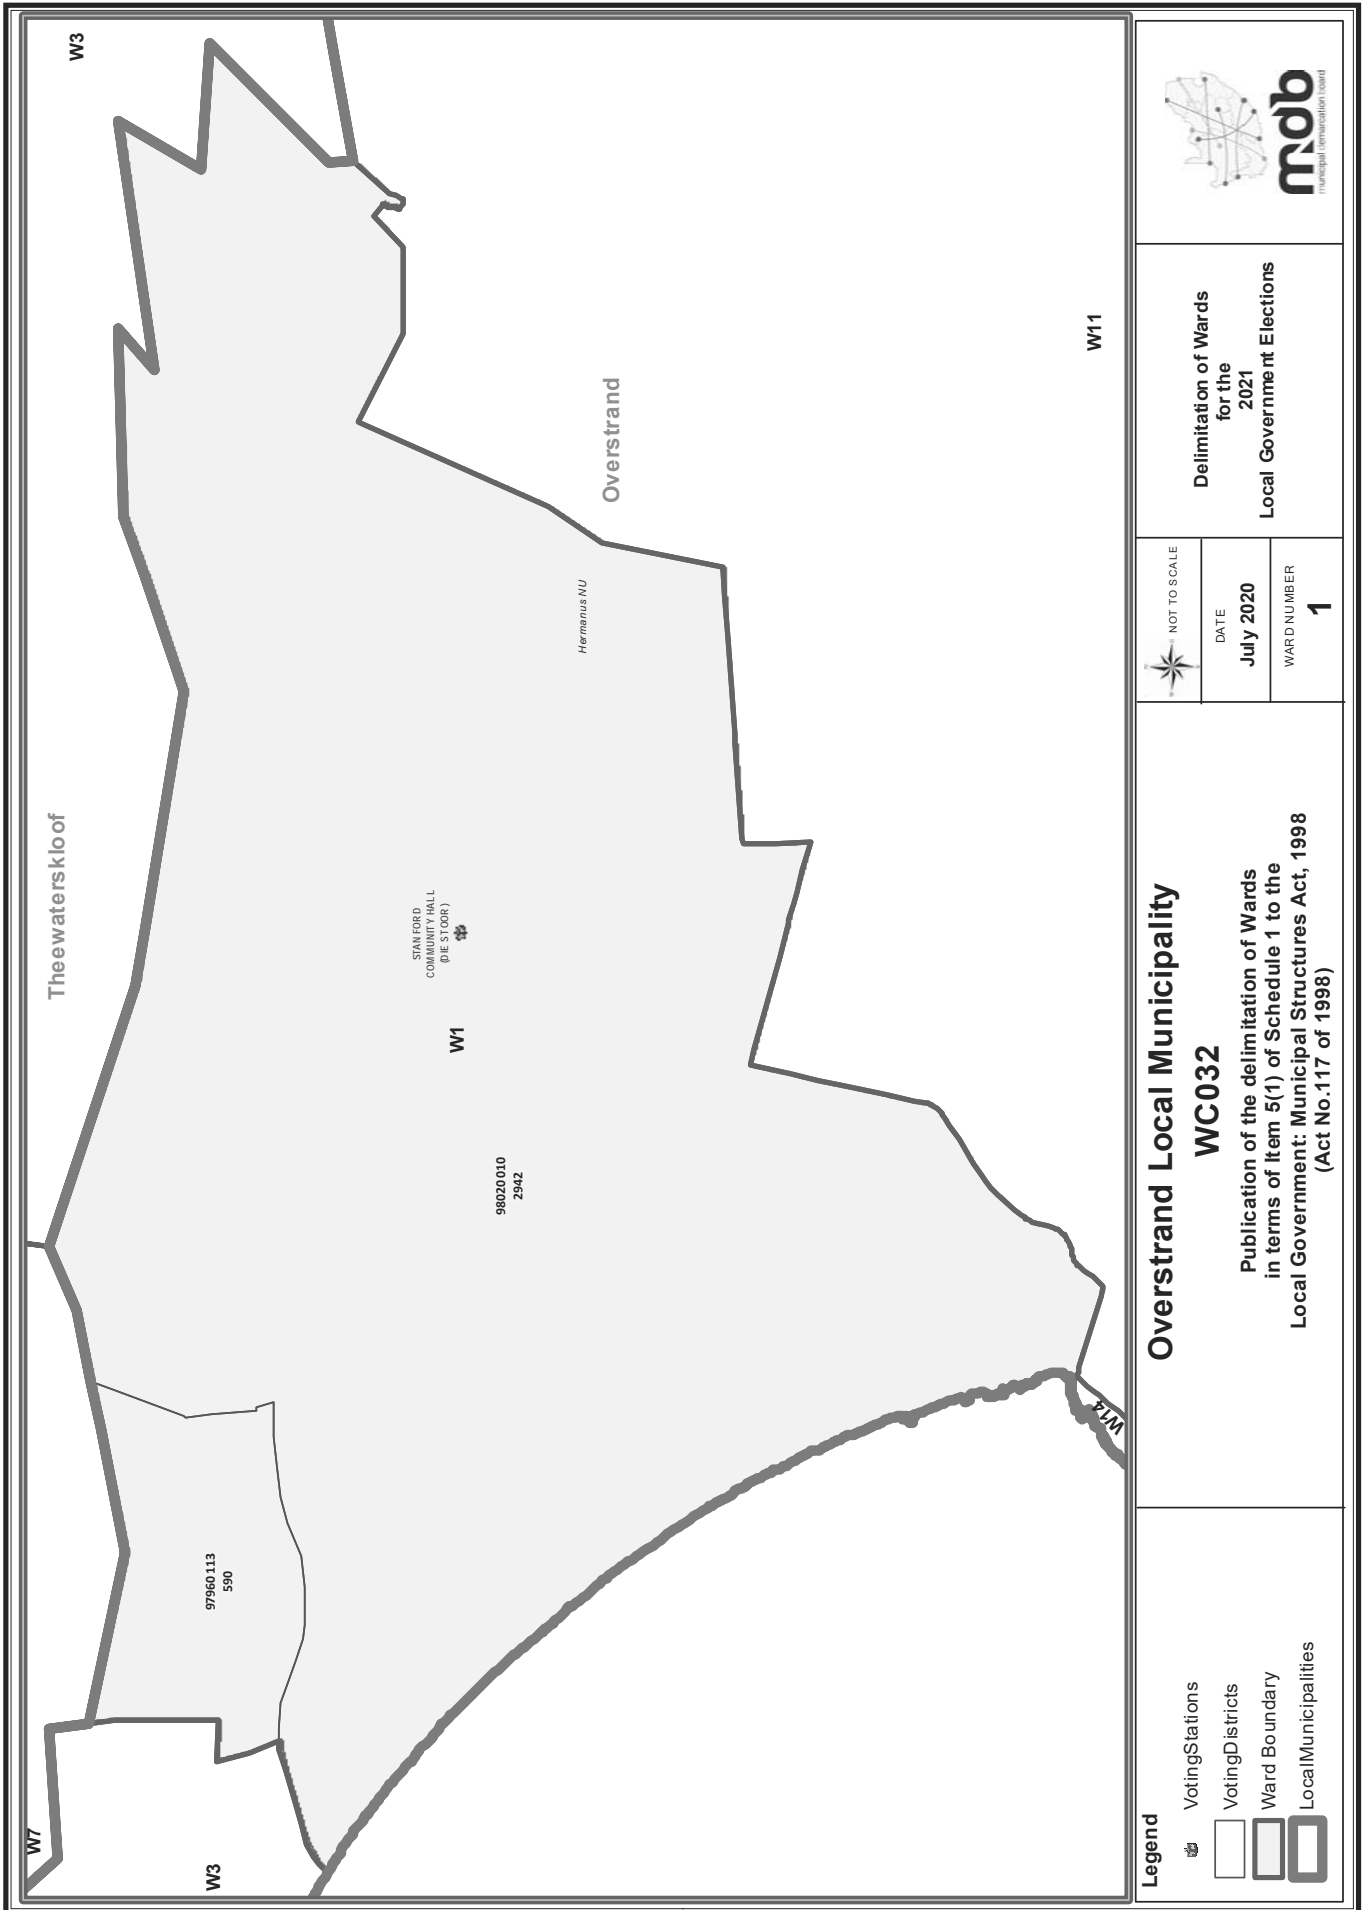 W3
Theewaterskloof
W7
W3
Overstrand
Hermanus NU
STANFORD
COMMUNITY HALL
(DIE STOOR)
W1
98020010
2942
97960113
590
W11
W14
Legend
VotingStations
VotingDistricts
Ward Boundary
LocalMunicipalities
Overstrand Local Municipality
WC032
Publication of the delimitation of Wards
in terms of Item 5(1) of Schedule 1 to the
Local Government: Municipal Structures Act, 1998
(Act No.117 of 1998)
NOT TO SCALE
DATE
July 2020
WARD NUMBER
1
Delimitation of Wards
for the
2021
Local Government Elections
mdb
municipal demarcation board